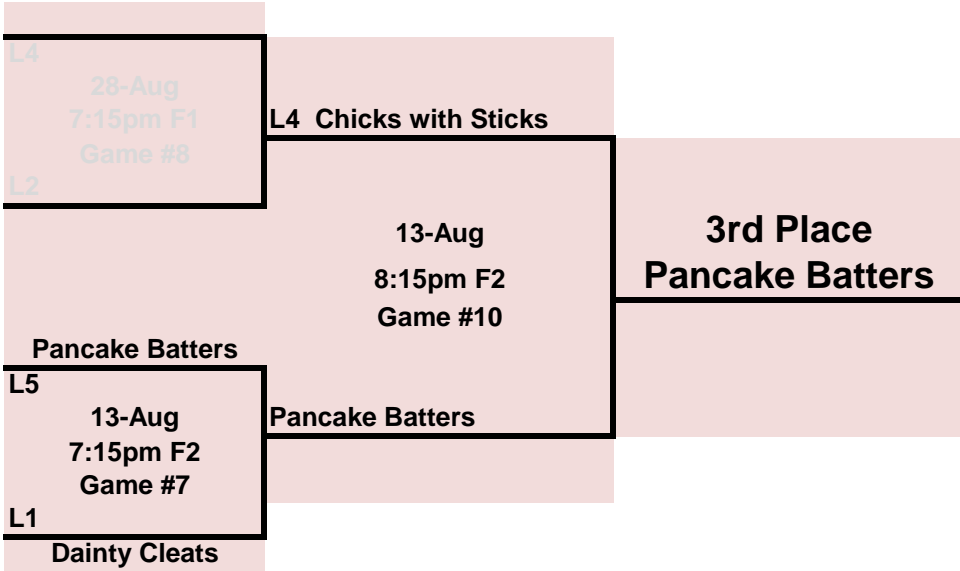 L4
28-Aug
7:15pm F1
Game #8
L2
L4 Chicks with Sticks
13-Aug
8:15pm F2
Game #10
3rd Place
Pancake Batters
Pancake Batters
L5
13-Aug
7:15pm F2
Game #7
L1
Dainty Cleats
Pancake Batters